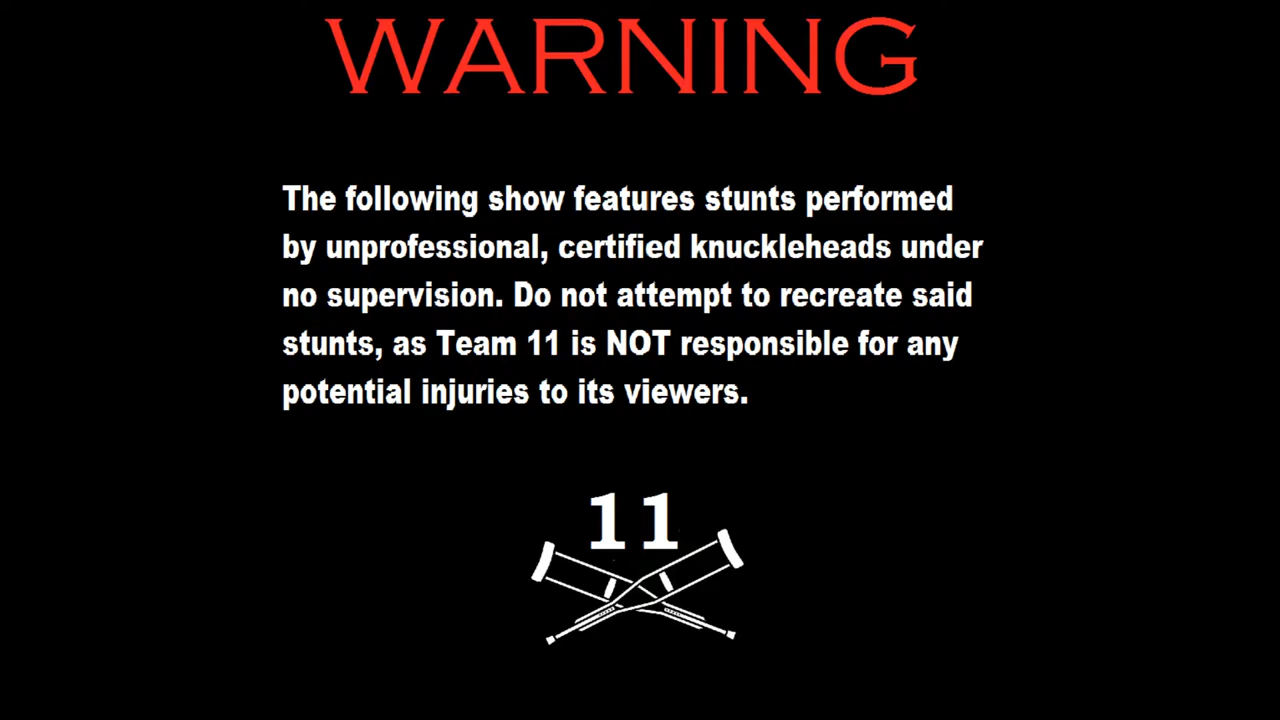 WARNING
The following show features stunts performed
by unprofessional, certified knuckleheads under
no supervision. Do not attempt to recreate said
stunts, as Team 11 is NOT responsible for any
potential injuries to its viewers.
11